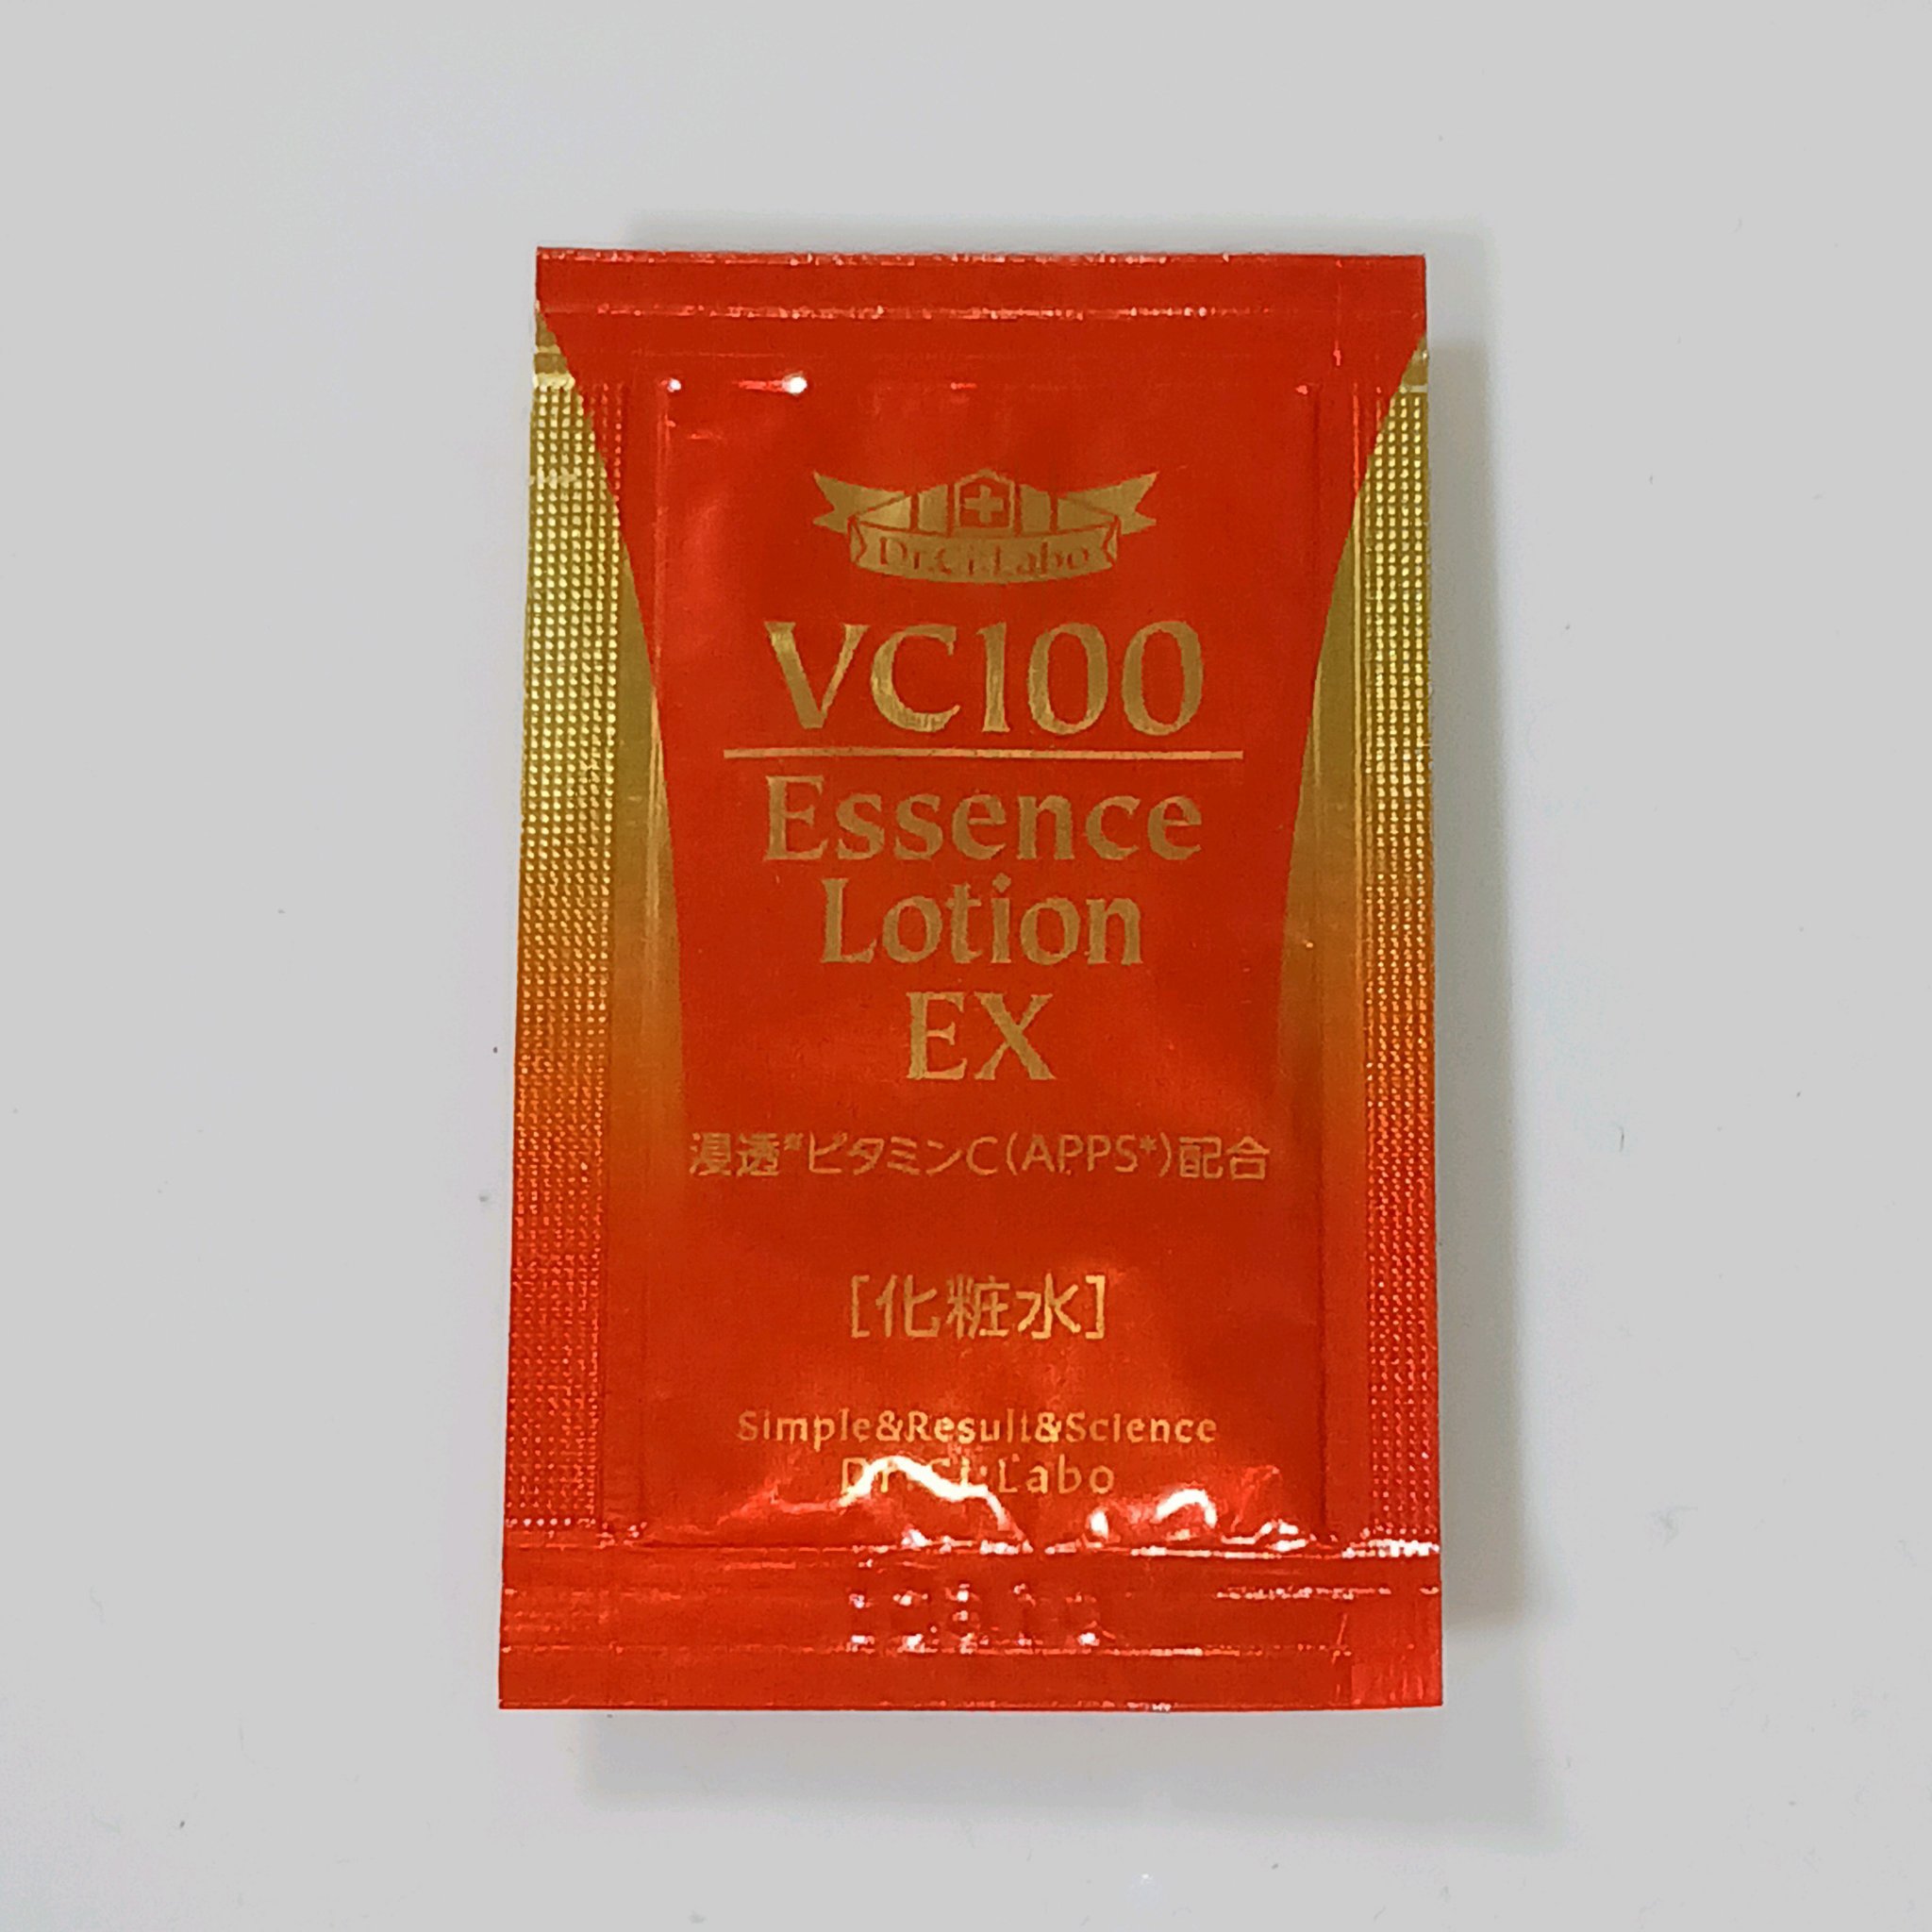 Dr.Ci:Labo
VC100
Essence
Lotion
EX
浸透※ビタミンC(APPS*)配合
[化粧水]
Simple&Result&Science
Dr.Ci:Labo